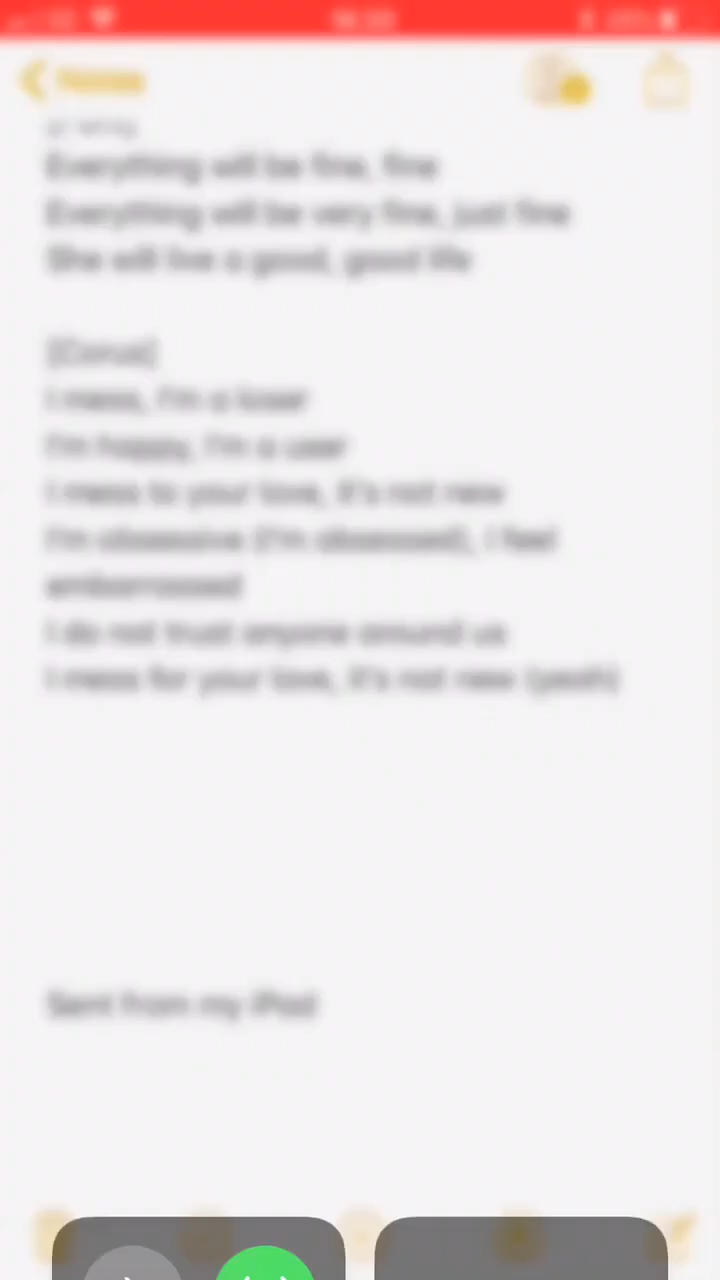 Notes
Everything will be fine, fine
Everything will be very fine, just fine
She will live a good, good life
[Corus]
I mess, I'm a loser
I'm happy, I'm a user
I mess to your love, it's not new
I'm obsessive (I'm obsessed), I feel
embarrassed
I do not trust anyone around us
I mess for your love, it's not new (yeah)
Sent from my iPad